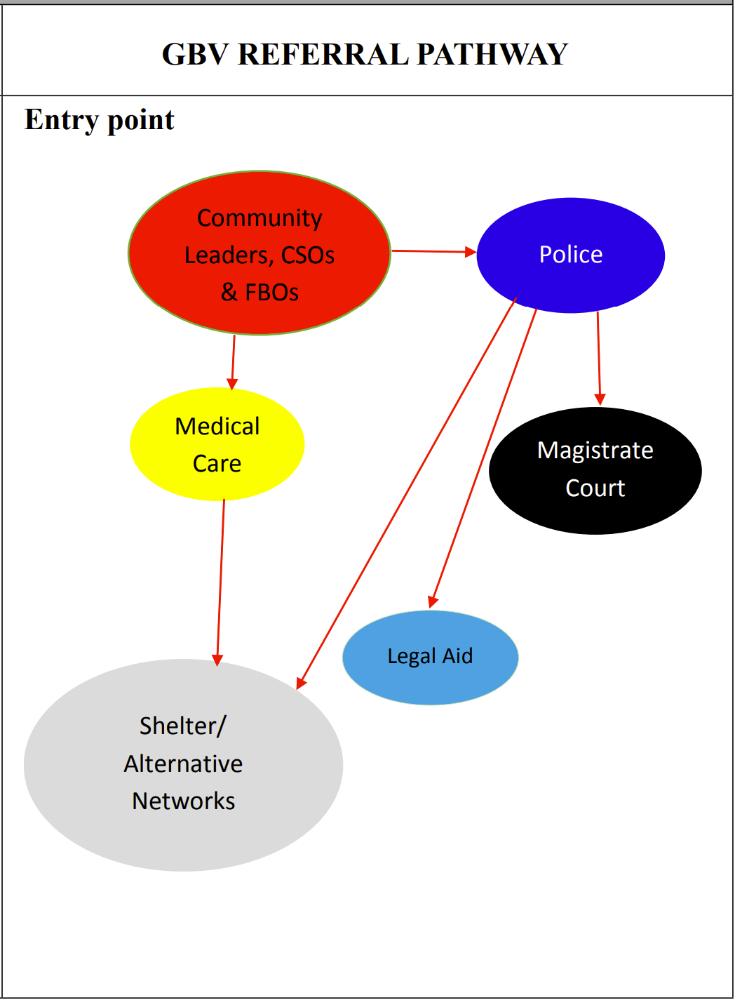 GBV REFERRAL PATHWAY
Entry point
Community
Leaders, CSOs
& FBOs
Police
Medical
Care
Magistrate
Court
Legal Aid
Shelter/
Alternative
Networks